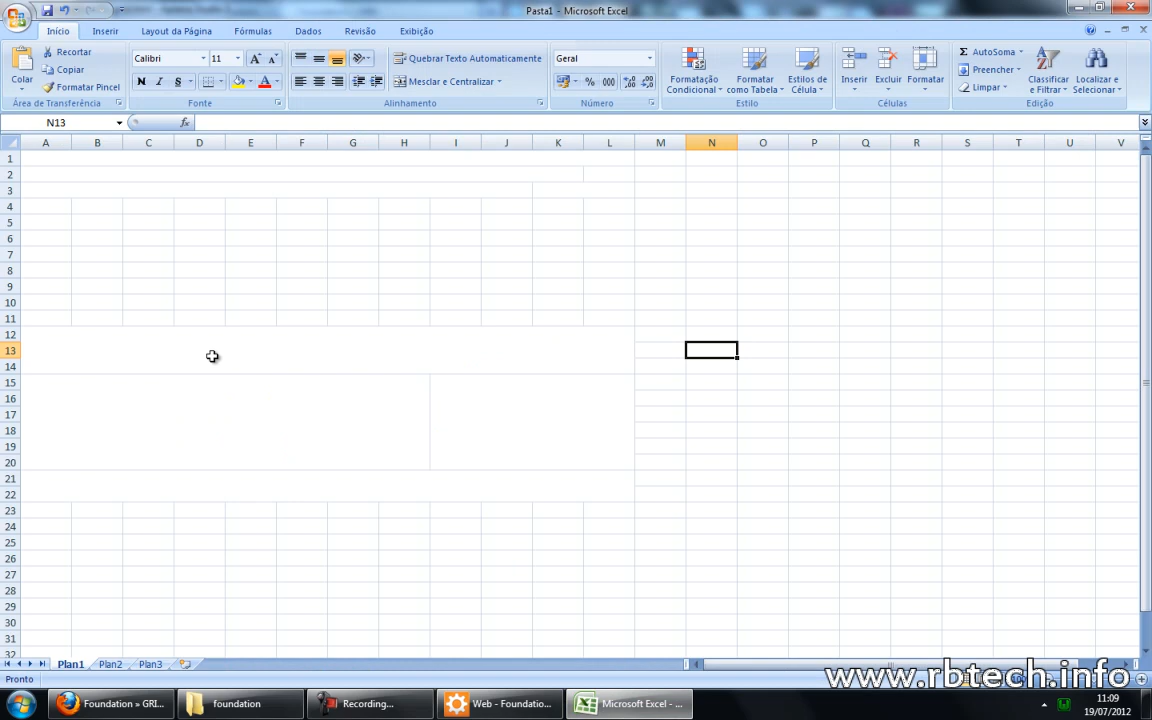 Pasta1 - Microsoft Excel
Início Inserir Layout da Página Fórmulas Dados Revisão Exibição
Colar
Recortar
Copiar
Formatar Pincel
Área de Transferência
Calibri 11
N I S
Fonte
Quebrar Texto Automaticamente
Mesclar e Centralizar
Alinhamento
Geral
% 000
Número
Formatação Condicional
Formatar como Tabela
Estilos de Célula
Estilo
Inserir Excluir Formatar
Células
AutoSoma
Preencher
Limpar
Classificar e Filtrar
Localizar e Selecionar
Edição
N13 fx
A B C D E F G H I J K L M N O P Q R S T U V
1
2
3
4
5
6
7
8
9
10
11
12
13
14
15
16
17
18
19
20
21
22
23
24
25
26
27
28
29
30
31
32
Plan1 Plan2 Plan3
Pronto
www.rbtech.info
Foundation » GRI... foundation Recording... Web - Foundatio... Microsoft Excel - ...
11:09
19/07/2012